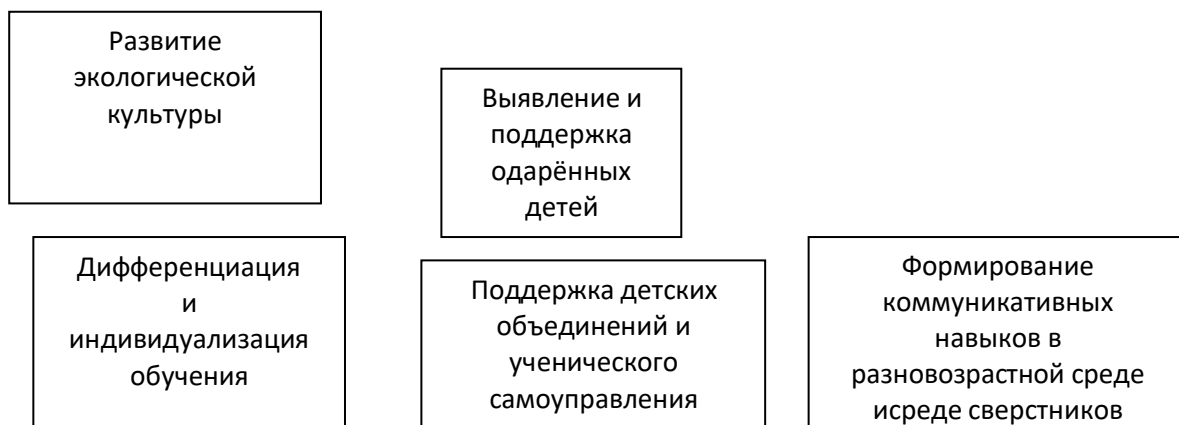 Развитие
экологической
культуры
Выявление и
поддержка
одарённых
детей
Дифференциация
и
индивидуализация
обучения
Поддержка детских
объединений и
ученического
самоуправления
Формирование
коммуникативных
навыков в
разновозрастной среде
исреде сверстников